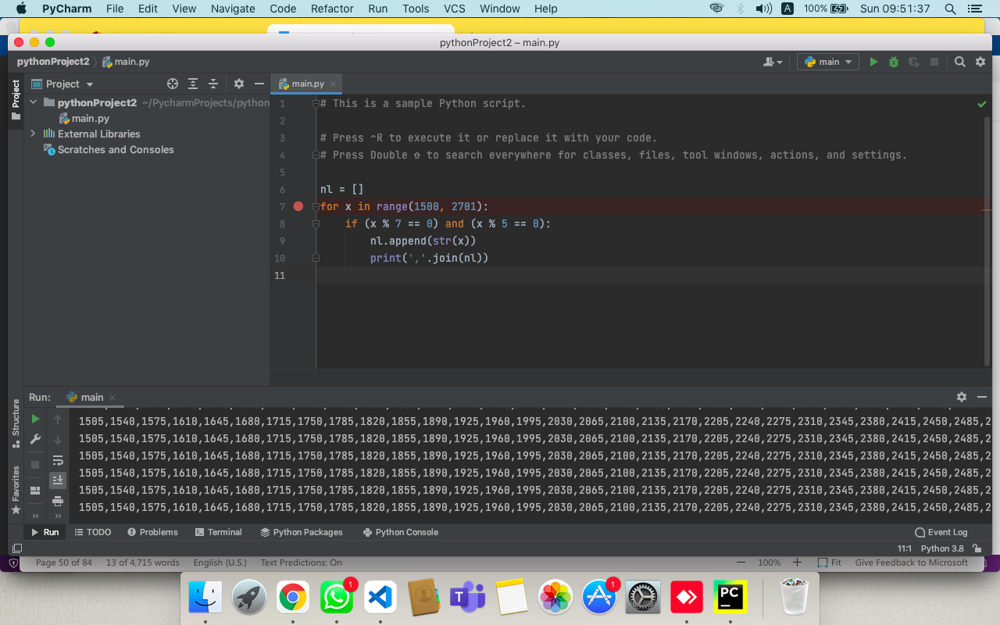 PyCharm File Edit View Navigate Code Refactor Run Tools VCS Window Help A 100% Sun 09:51:37
pythonProject2 – main.py
pythonProject2 main.py main
Project Project main.py
pythonProject2 ~/PycharmProjects/python
main.py
External Libraries
Scratches and Consoles
1 # This is a sample Python script.
2
3 # Press ^R to execute it or replace it with your code.
4 # Press Double ⇧ to search everywhere for classes, files, tool windows, actions, and settings.
5
6 nl = []
7 for x in range(1500, 2701):
8 if (x % 7 == 0) and (x % 5 == 0):
9 nl.append(str(x))
10 print(','.join(nl))
11
Structure
Favorites
Run: main
1505,1540,1575,1610,1645,1680,1715,1750,1785,1820,1855,1890,1925,1960,1995,2030,2065,2100,2135,2170,2205,2240,2275,2310,2345,2380,2415,2450,2485,2
1505,1540,1575,1610,1645,1680,1715,1750,1785,1820,1855,1890,1925,1960,1995,2030,2065,2100,2135,2170,2205,2240,2275,2310,2345,2380,2415,2450,2485,2
1505,1540,1575,1610,1645,1680,1715,1750,1785,1820,1855,1890,1925,1960,1995,2030,2065,2100,2135,2170,2205,2240,2275,2310,2345,2380,2415,2450,2485,2
1505,1540,1575,1610,1645,1680,1715,1750,1785,1820,1855,1890,1925,1960,1995,2030,2065,2100,2135,2170,2205,2240,2275,2310,2345,2380,2415,2450,2485,2
1505,1540,1575,1610,1645,1680,1715,1750,1785,1820,1855,1890,1925,1960,1995,2030,2065,2100,2135,2170,2205,2240,2275,2310,2345,2380,2415,2450,2485,2
1505,1540,1575,1610,1645,1680,1715,1750,1785,1820,1855,1890,1925,1960,1995,2030,2065,2100,2135,2170,2205,2240,2275,2310,2345,2380,2415,2450,2485,2
Run TODO Problems Terminal Python Packages Python Console Event Log
11:1 Python 3.8
Page 50 of 84 13 of 4,715 words English (U.S.) Text Predictions: On 100% Fit Give Feedback to Microsoft
1 T 1 PC